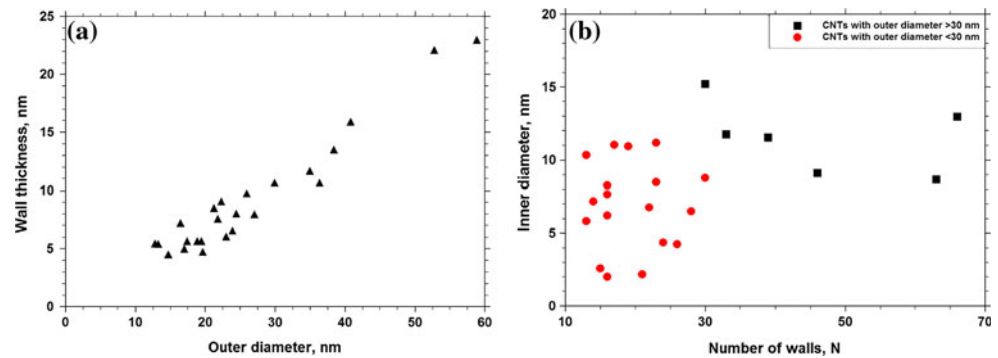 (a)
Wall thickness, nm
25
20
15
10
5
0
0 10 20 30 40 50 60
Outer diameter, nm
(b)
CNTs with outer diameter >30 nm
CNTs with outer diameter <30 nm
Inner diameter, nm
20
15
10
5
0
10 30 50 70
Number of walls, N